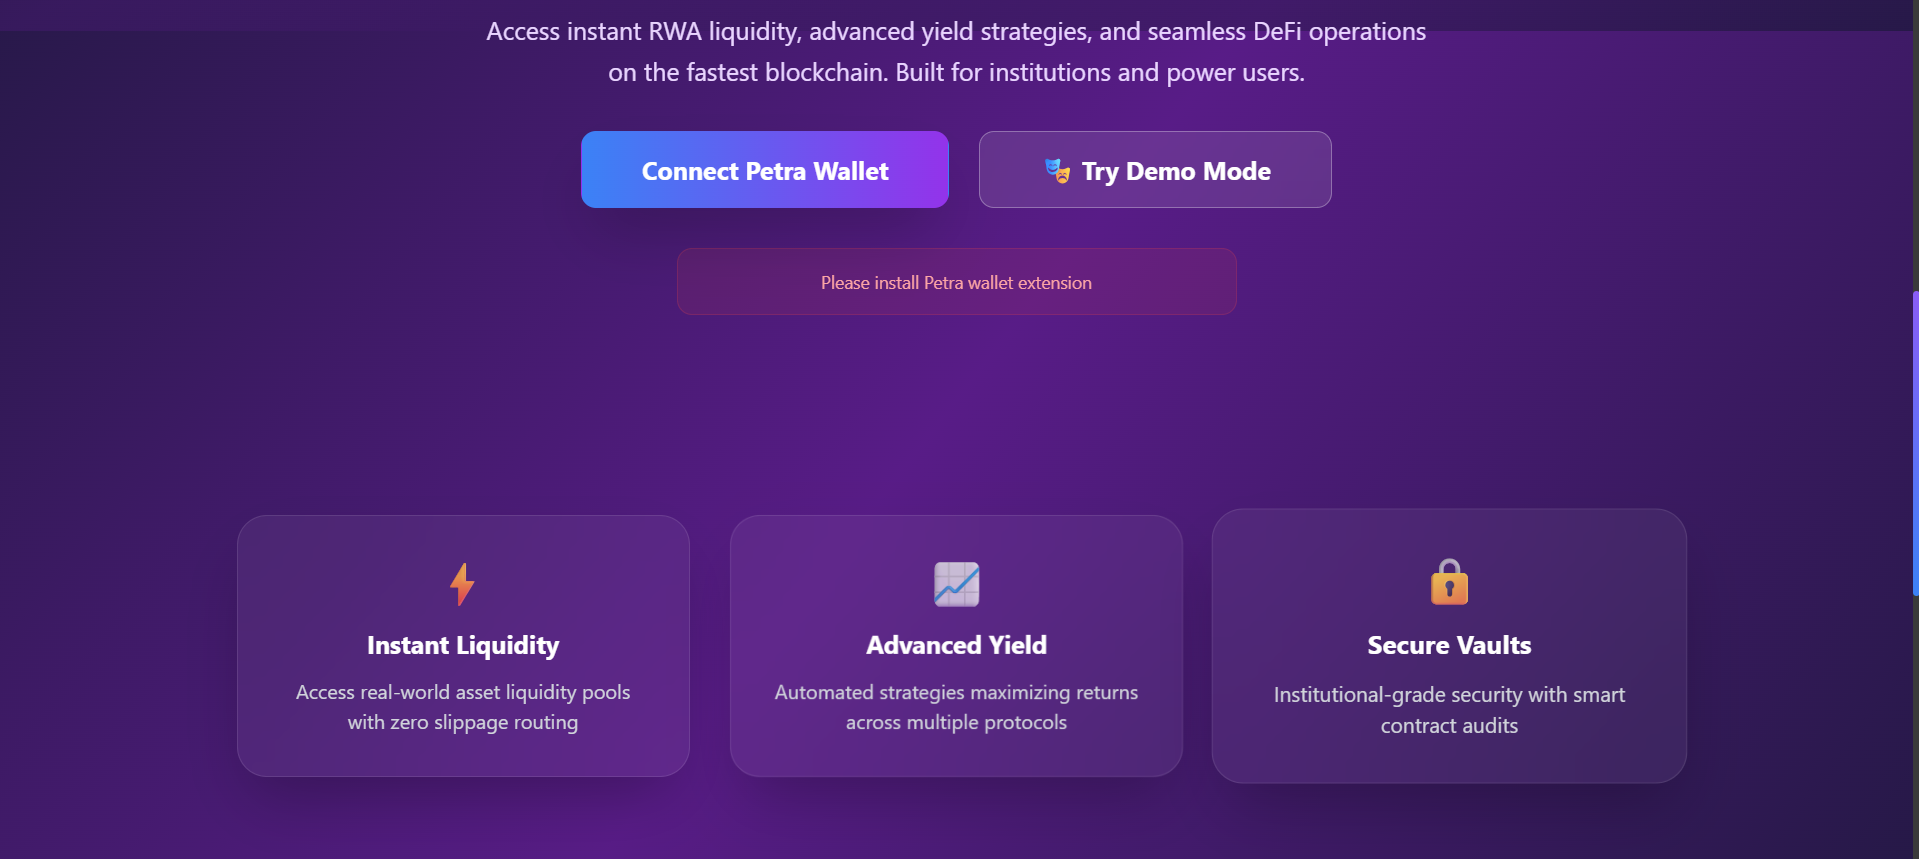 Access instant RWA liquidity, advanced yield strategies, and seamless DeFi operations
on the fastest blockchain. Built for institutions and power users.
Connect Petra Wallet
Try Demo Mode
Please install Petra wallet extension
Instant Liquidity
Access real-world asset liquidity pools
with zero slippage routing
Advanced Yield
Automated strategies maximizing returns
across multiple protocols
Secure Vaults
Institutional-grade security with smart
contract audits